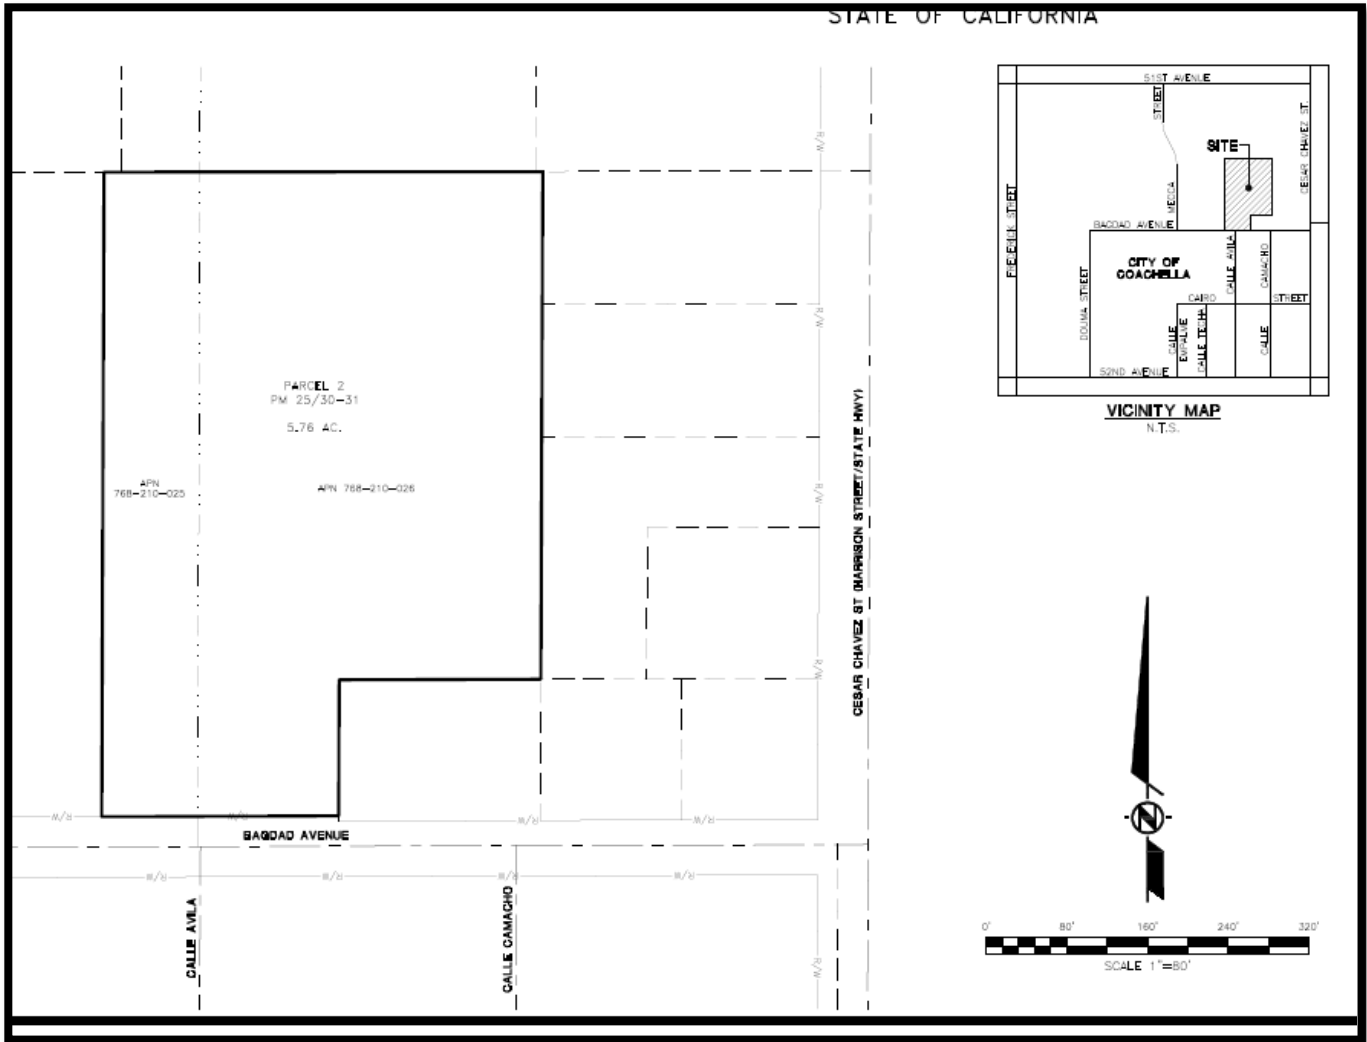 STATE OF CALIFORNIA
51ST AVENUE
STREET
CESAR CHAVEZ ST.
SITE
FREDERICK STREET
MECCA
BAGDAD AVENUE
CITY OF
COACHELLA
CALLE AVILA
CAMACHO
DOUMA STREET
CAIRO
STREET
CALLE
EMPALME
CALLE TECHA
CALLE
52ND AVENUE
VICINITY MAP
N.T.S.
R/W
R/W
R/W
R/W
PARCEL 2
PM 25/30-31
5.76 AC.
APN
768-210-025
APN 768-210-026
CESAR CHAVEZ ST (HARRISON STREET/STATE HWY)
R/W
R/W
R/W
R/W
BAGDAD AVENUE
R/W
R/W
R/W
R/W
CALLE AVILA
CALLE CAMACHO
R/W
N
0'
80'
160'
240'
320'
SCALE 1"=80'